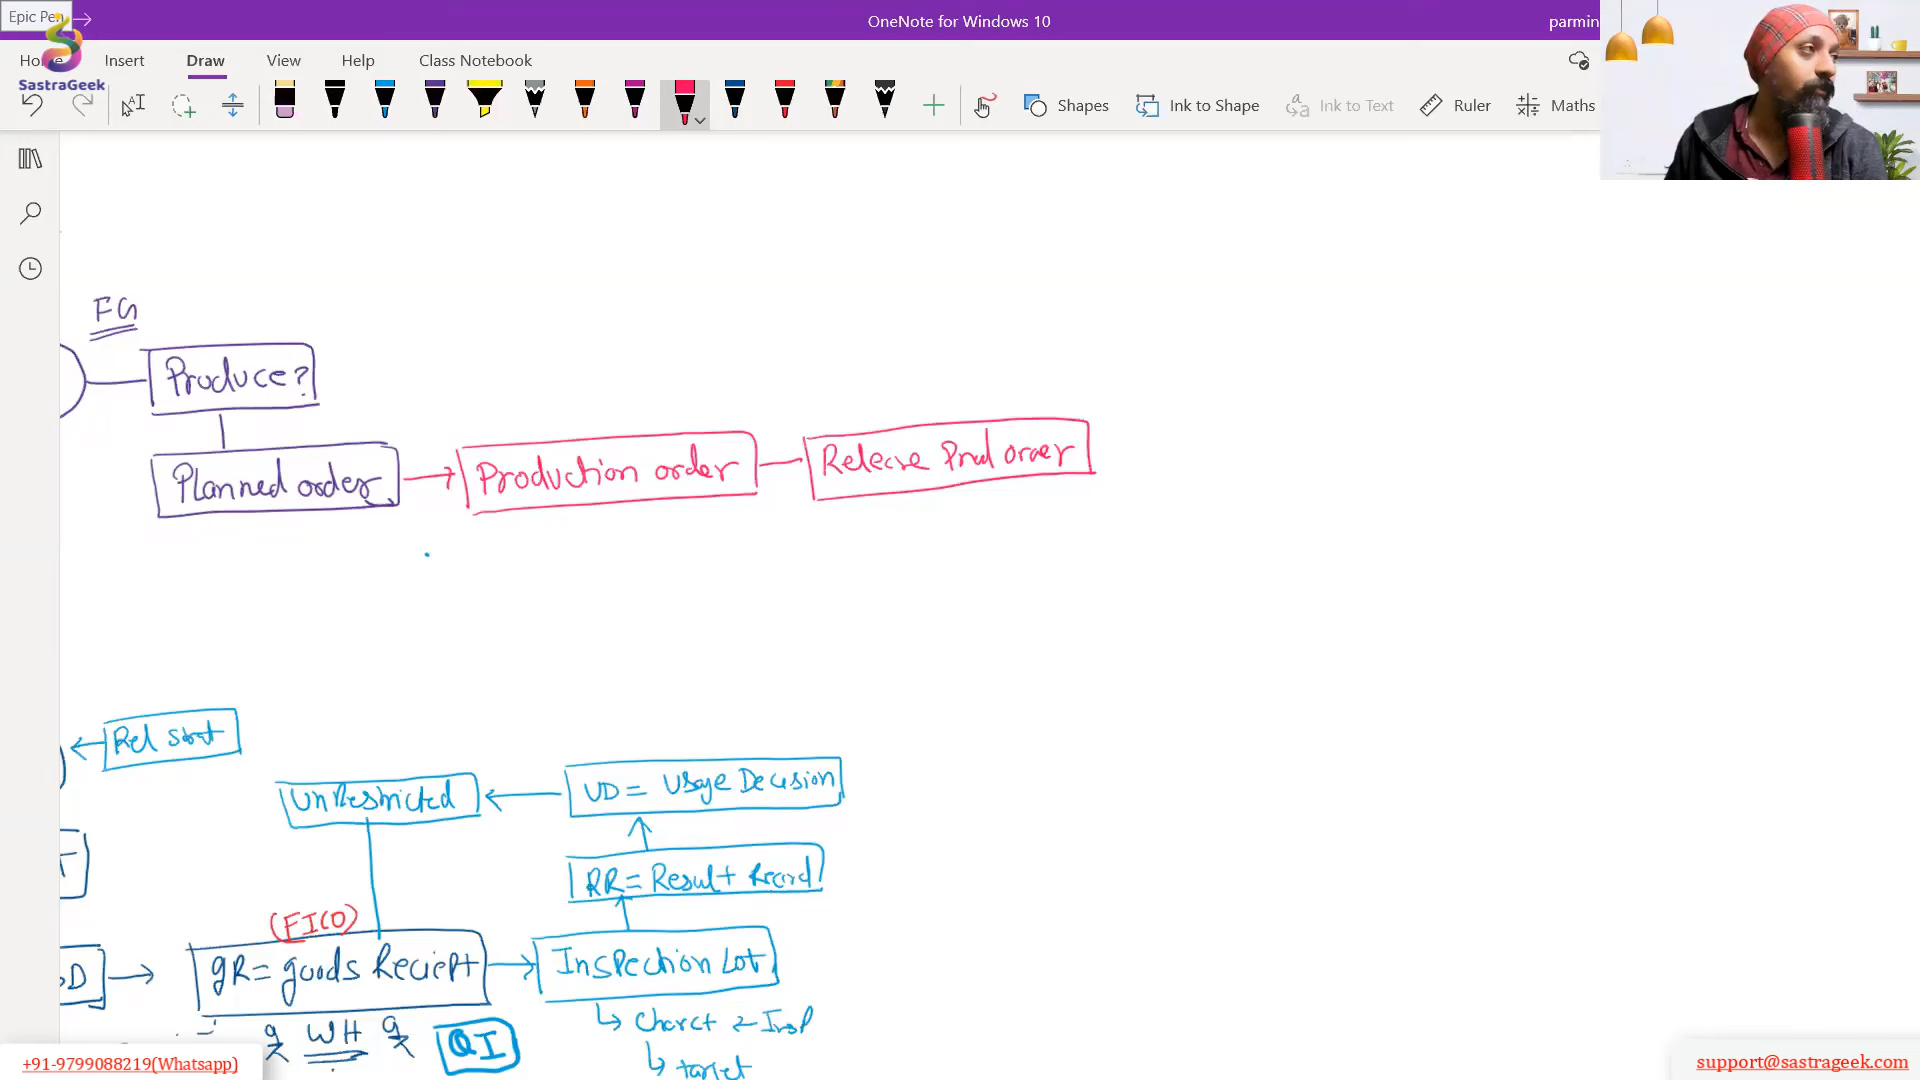 Epic Pen
OneNote for Windows 10
parmin
SastraGeek
Home
Insert
Draw
View
Help
Class Notebook
Shapes
Ink to Shape
Ink to Text
Ruler
Maths
FG
Produce?
Planned order
Production order
Release Prod order
Rel strat
UnRestricted
UD = Usage Decision
RR = Result Record
(FICO)
GR = goods Reciept
Inspection Lot
WH
QI
Charct
Insp
target
+91-9799088219(Whatsapp)
support@sastrageek.com